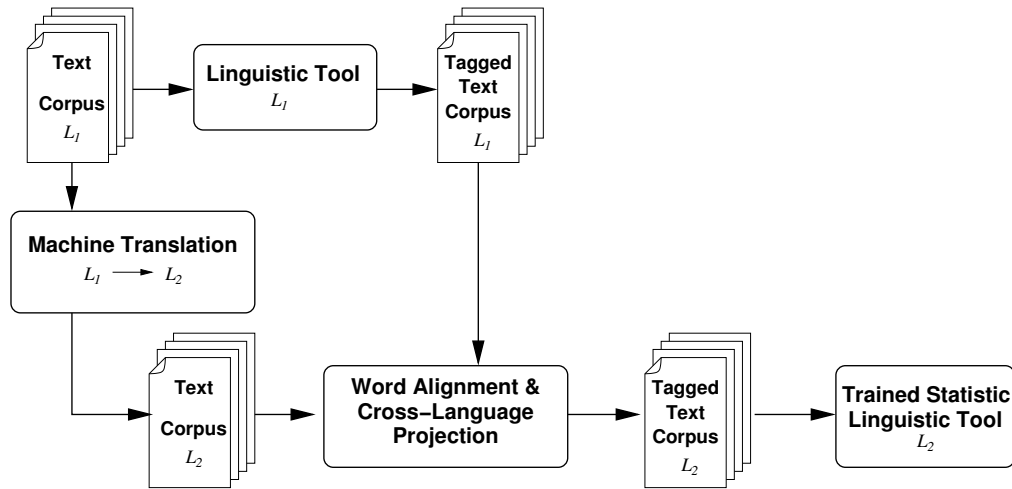 Text
Corpus
L1
Linguistic Tool
L1
Tagged
Text
Corpus
L1
Machine Translation
L1 → L2
Text
Corpus
L2
Word Alignment &
Cross−Language
Projection
Tagged
Text
Corpus
L2
Trained Statistic
Linguistic Tool
L2